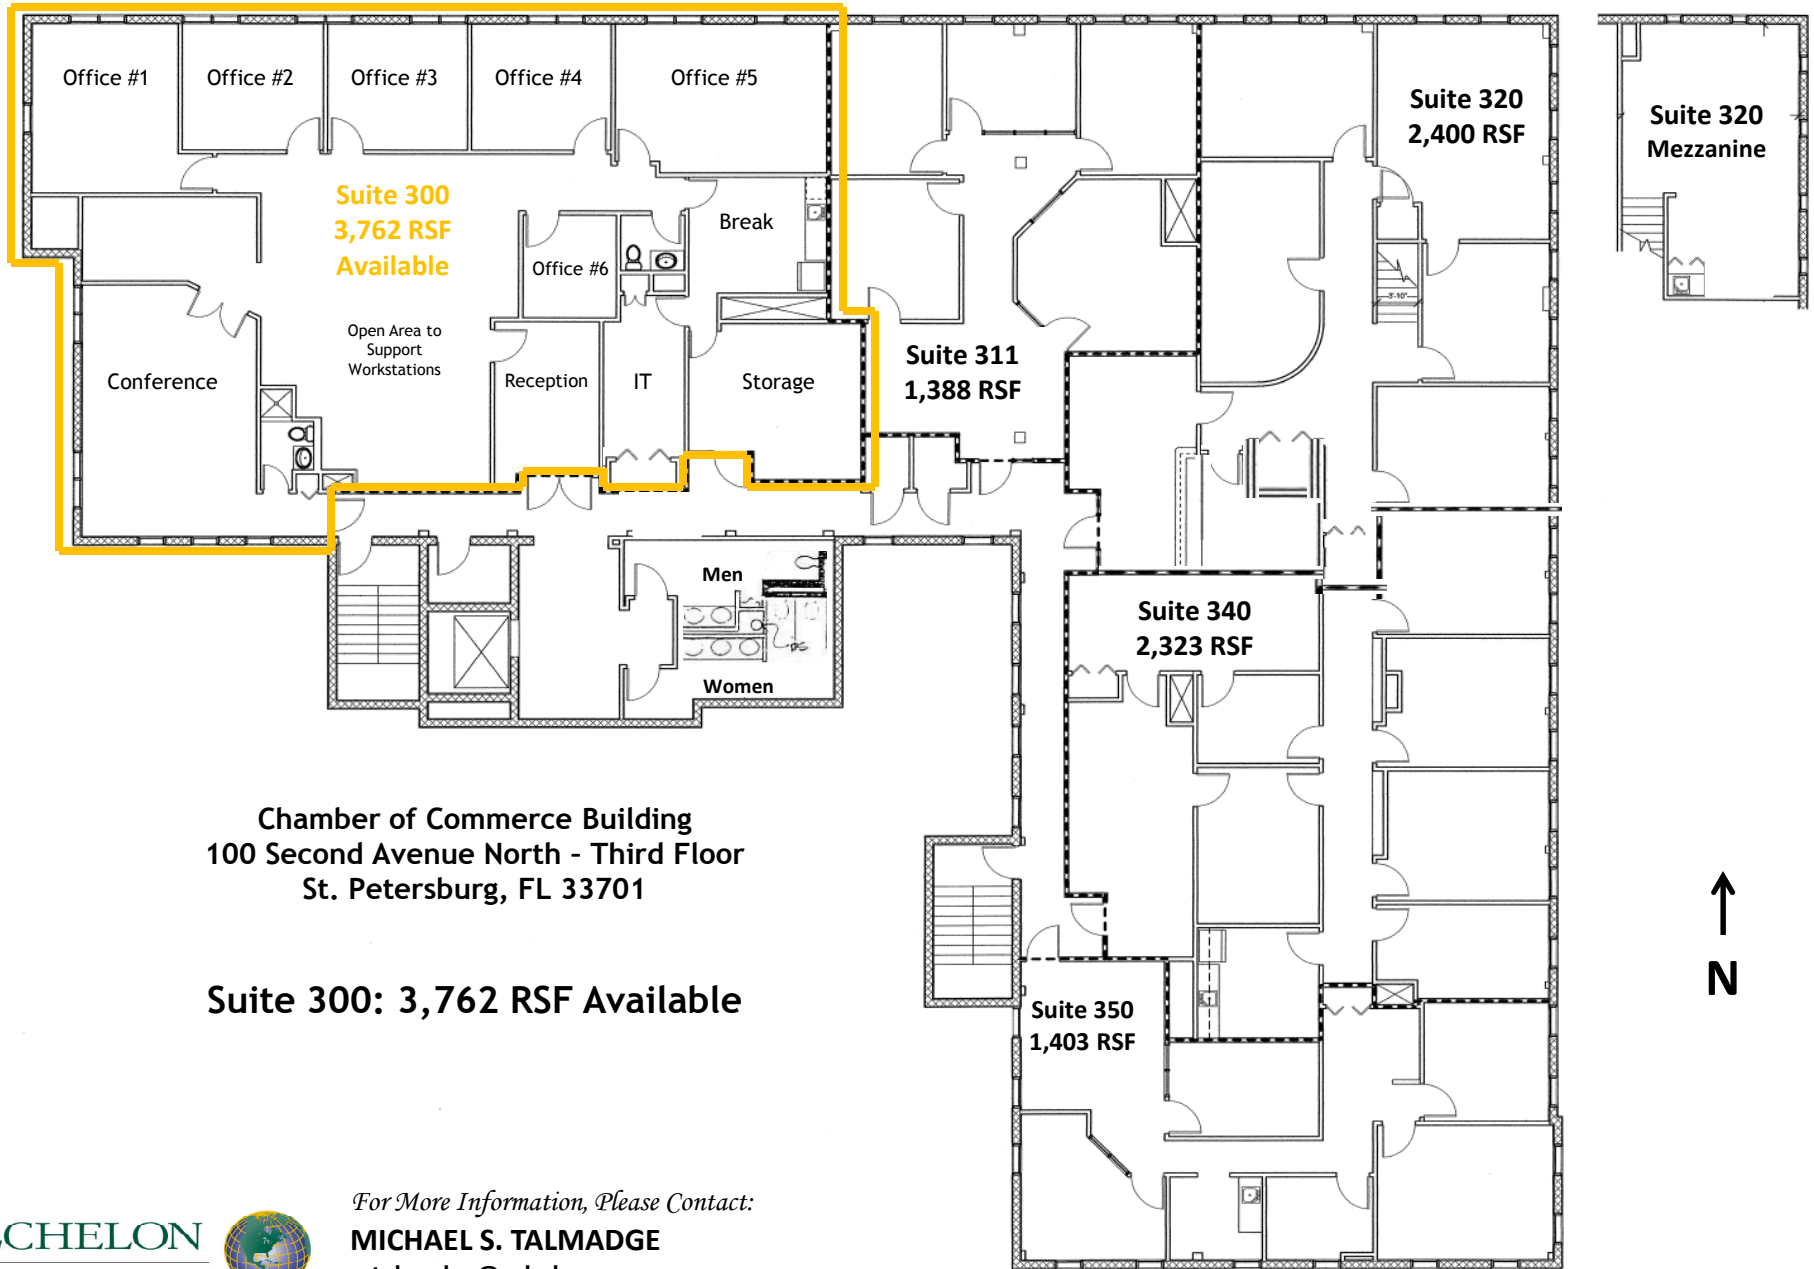 Office #1
Office #2
Office #3
Office #4
Office #5
Suite 300
3,762 RSF
Available
Break
Office #6
Open Area to
Support
Workstations
Conference
Reception
IT
Storage
Suite 311
1,388 RSF
Suite 320
2,400 RSF
3'-10"
Suite 320
Mezzanine
Men
Women
Suite 340
2,323 RSF
Suite 350
1,403 RSF
Chamber of Commerce Building
100 Second Avenue North - Third Floor
St. Petersburg, FL 33701
Suite 300: 3,762 RSF Available
N
For More Information, Please Contact:
MICHAEL S. TALMADGE
CHELON